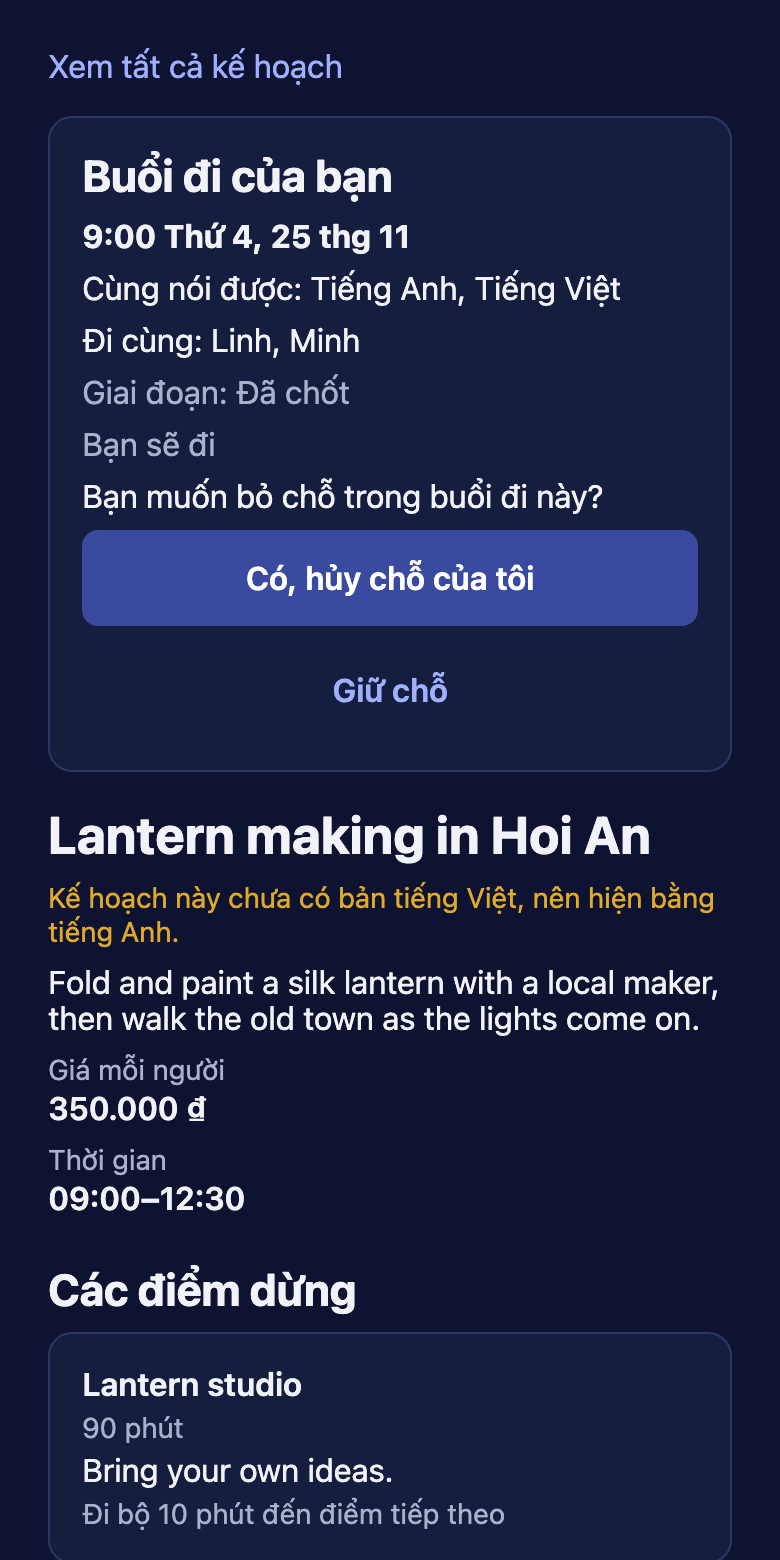 Xem tất cả kế hoạch
Buổi đi của bạn
9:00 Thứ 4, 25 thg 11
Cùng nói được: Tiếng Anh, Tiếng Việt
Đi cùng: Linh, Minh
Giai đoạn: Đã chốt
Bạn sẽ đi
Bạn muốn bỏ chỗ trong buổi đi này?
Có, hủy chỗ của tôi
Giữ chỗ
Lantern making in Hoi An
Kế hoạch này chưa có bản tiếng Việt, nên hiện bằng
tiếng Anh.
Fold and paint a silk lantern with a local maker,
then walk the old town as the lights come on.
Giá mỗi người
350.000 ₫
Thời gian
09:00–12:30
Các điểm dừng
Lantern studio
90 phút
Bring your own ideas.
Đi bộ 10 phút đến điểm tiếp theo